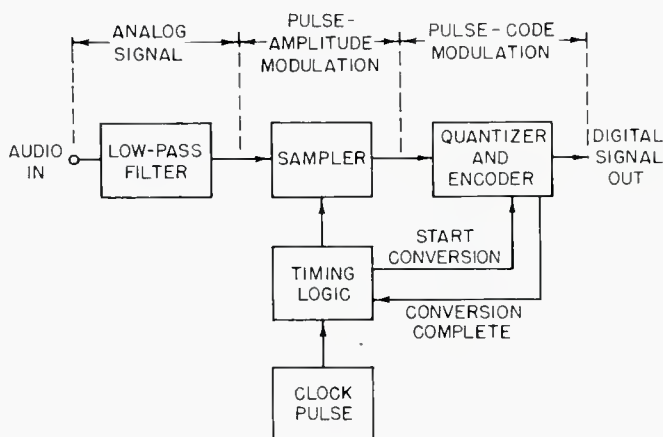 ANALOG
SIGNAL
PULSE-
AMPLITUDE
MODULATION
PULSE-CODE
MODULATION
AUDIO
IN
LOW-PASS
FILTER
SAMPLER
QUANTIZER
AND
ENCODER
DIGITAL
SIGNAL
OUT
TIMING
LOGIC
START
CONVERSION
CONVERSION
COMPLETE
CLOCK
PULSE